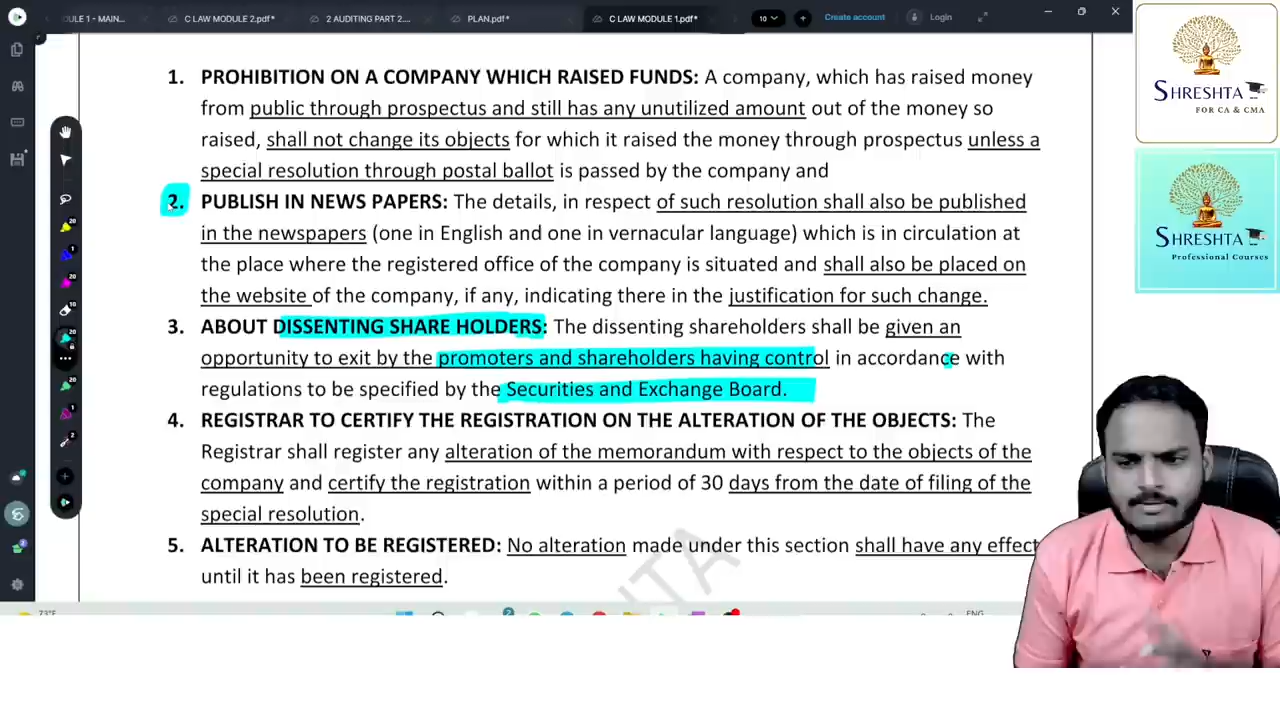 ULE 1 - MAIN...
C LAW MODULE 2.pdf*
2 AUDITING PART 2....
PLAN.pdf*
C LAW MODULE 1.pdf*
10
Create account
Login
1. PROHIBITION ON A COMPANY WHICH RAISED FUNDS: A company, which has raised money
from public through prospectus and still has any unutilized amount out of the money so
raised, shall not change its objects for which it raised the money through prospectus unless a
special resolution through postal ballot is passed by the company and
2. PUBLISH IN NEWS PAPERS: The details, in respect of such resolution shall also be published
in the newspapers (one in English and one in vernacular language) which is in circulation at
the place where the registered office of the company is situated and shall also be placed on
the website of the company, if any, indicating there in the justification for such change.
3. ABOUT DISSENTING SHARE HOLDERS: The dissenting shareholders shall be given an
opportunity to exit by the promoters and shareholders having control in accordance with
regulations to be specified by the Securities and Exchange Board.
4. REGISTRAR TO CERTIFY THE REGISTRATION ON THE ALTERATION OF THE OBJECTS: The
Registrar shall register any alteration of the memorandum with respect to the objects of the
company and certify the registration within a period of 30 days from the date of filing of the
special resolution.
5. ALTERATION TO BE REGISTERED: No alteration made under this section shall have any effect
until it has been registered.
SHRESHTA
FOR CA & CMA
SHRESHTA
Professional Courses
HTA
73°F
ENG